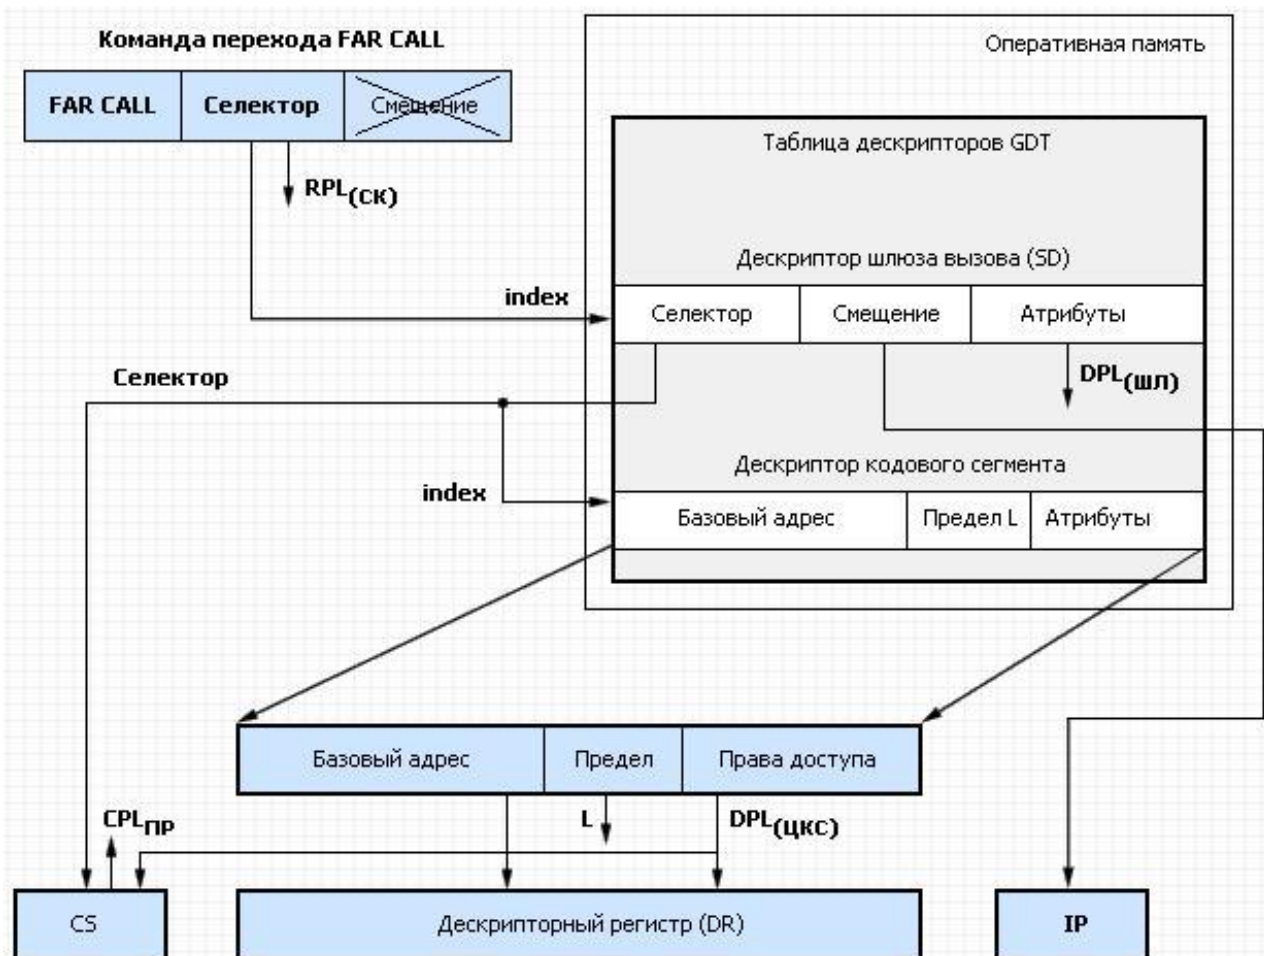 Команда перехода FAR CALL
Оперативная память
FAR CALL
Селектор
Смещение
Таблица дескрипторов GDT
RPL(СК)
Дескриптор шлюза вызова (SD)
index
Селектор
Смещение
Атрибуты
Селектор
DPL(ШЛ)
Дескриптор кодового сегмента
index
Базовый адрес
Предел L
Атрибуты
Базовый адрес
Предел
Права доступа
CPLПР
L
DPL(ЦКС)
CS
Дескрипторный регистр (DR)
IP